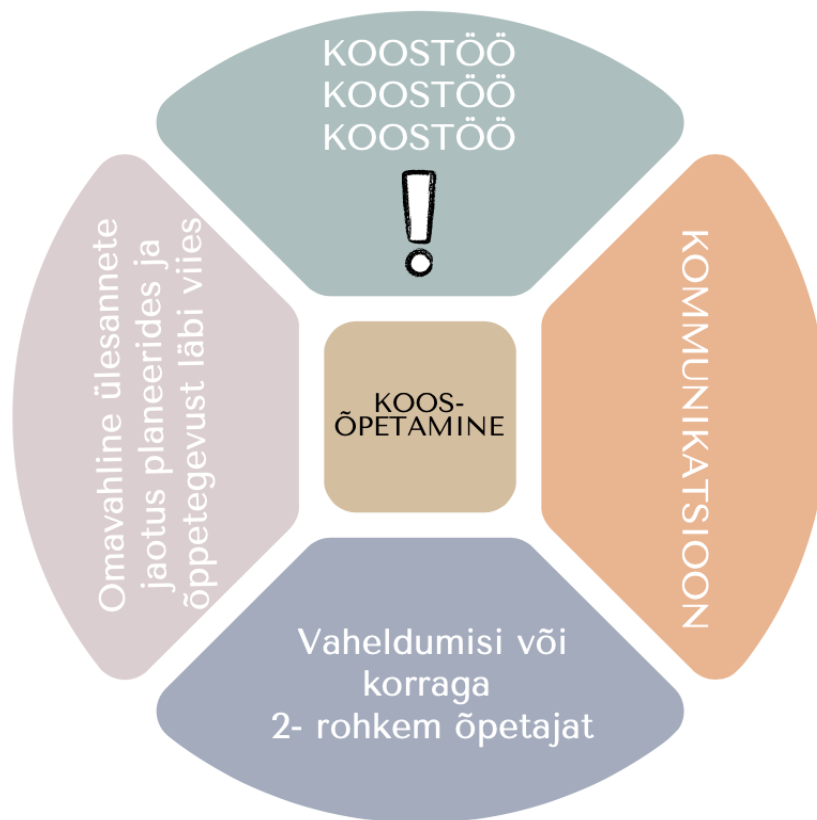 KOOSTÖÖ
KOOSTÖÖ
KOOSTÖÖ
!
Omavahline ülesannete
jaotus planeerides ja
õppetegevust läbi viies
KOOS-
ÕPETAMINE
KOMMUNIKATSIOON
Vaheldumisi või
korraga
2- rohkem õpetajat